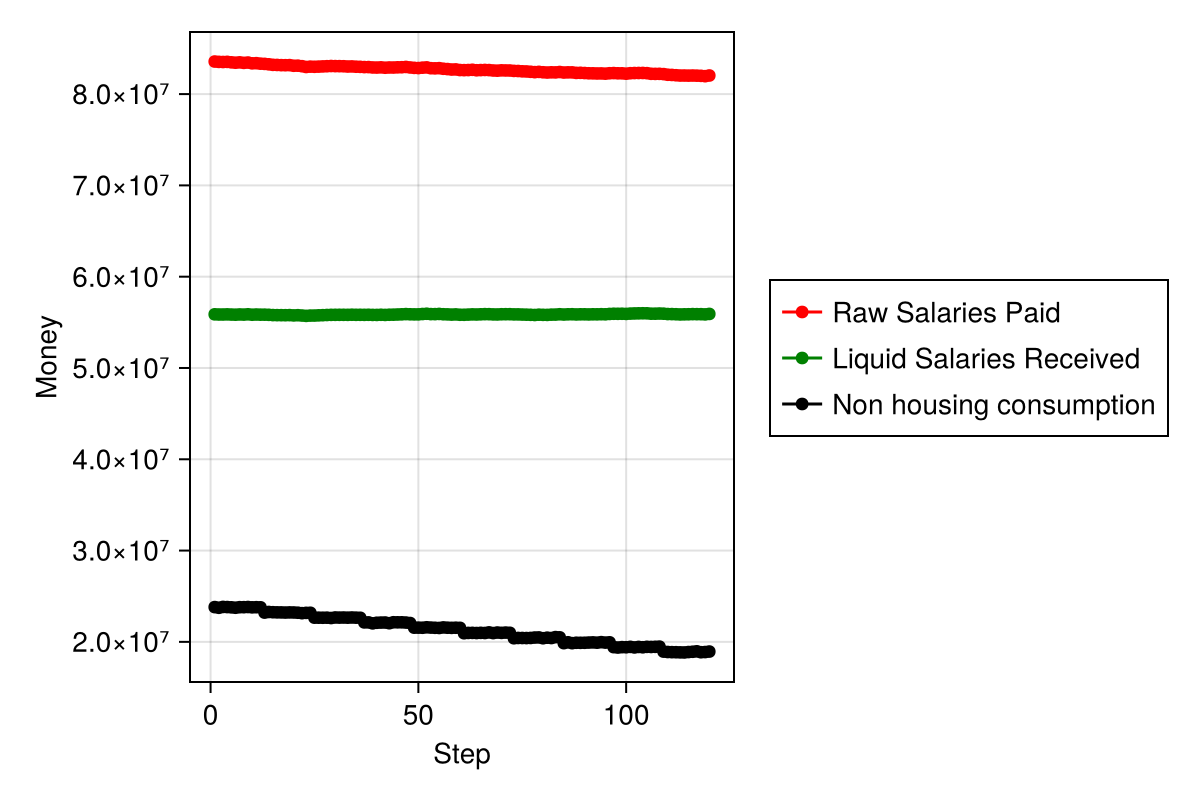 8.0×10⁷
7.0×10⁷
6.0×10⁷
5.0×10⁷
4.0×10⁷
3.0×10⁷
2.0×10⁷
Money
0 50 100
Step
Raw Salaries Paid
Liquid Salaries Received
Non housing consumption